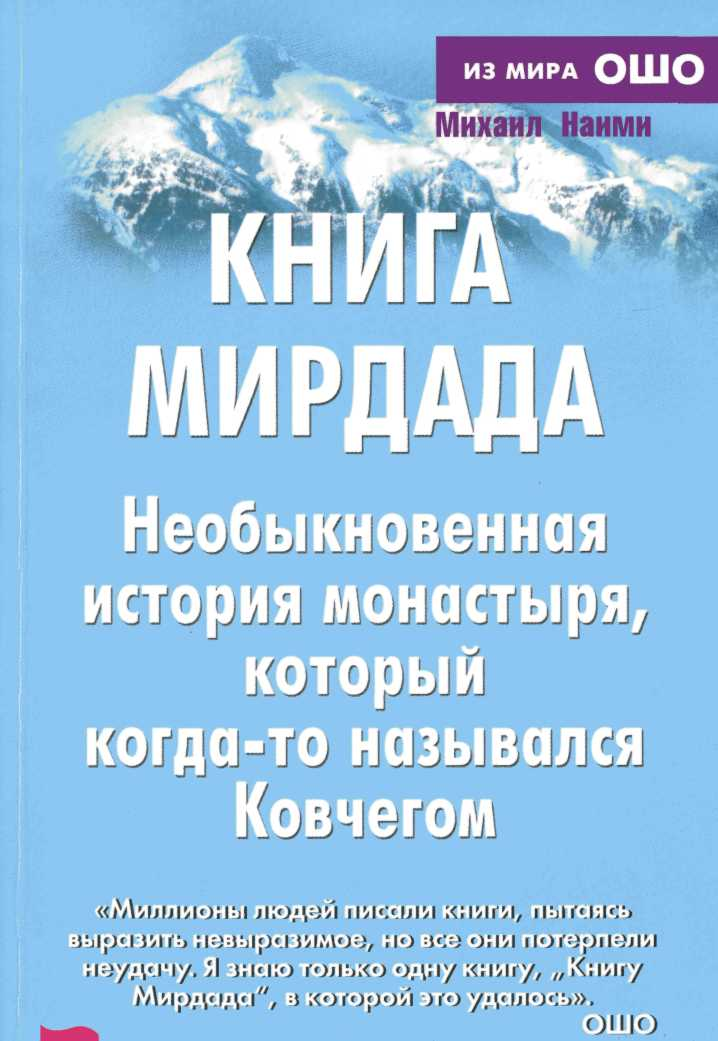 ИЗ МИРА ОШО
Михаил Наими
КНИГА
МИРДАДА
Необыкновенная
история монастыря,
который
когда-то назывался
Ковчегом
«Миллионы людей писали книги, пытаясь
выразить невыразимое, но все они потерпели
неудачу. Я знаю только одну книгу, „Книгу
Мирдада“, в которой это удалось».
ОШО